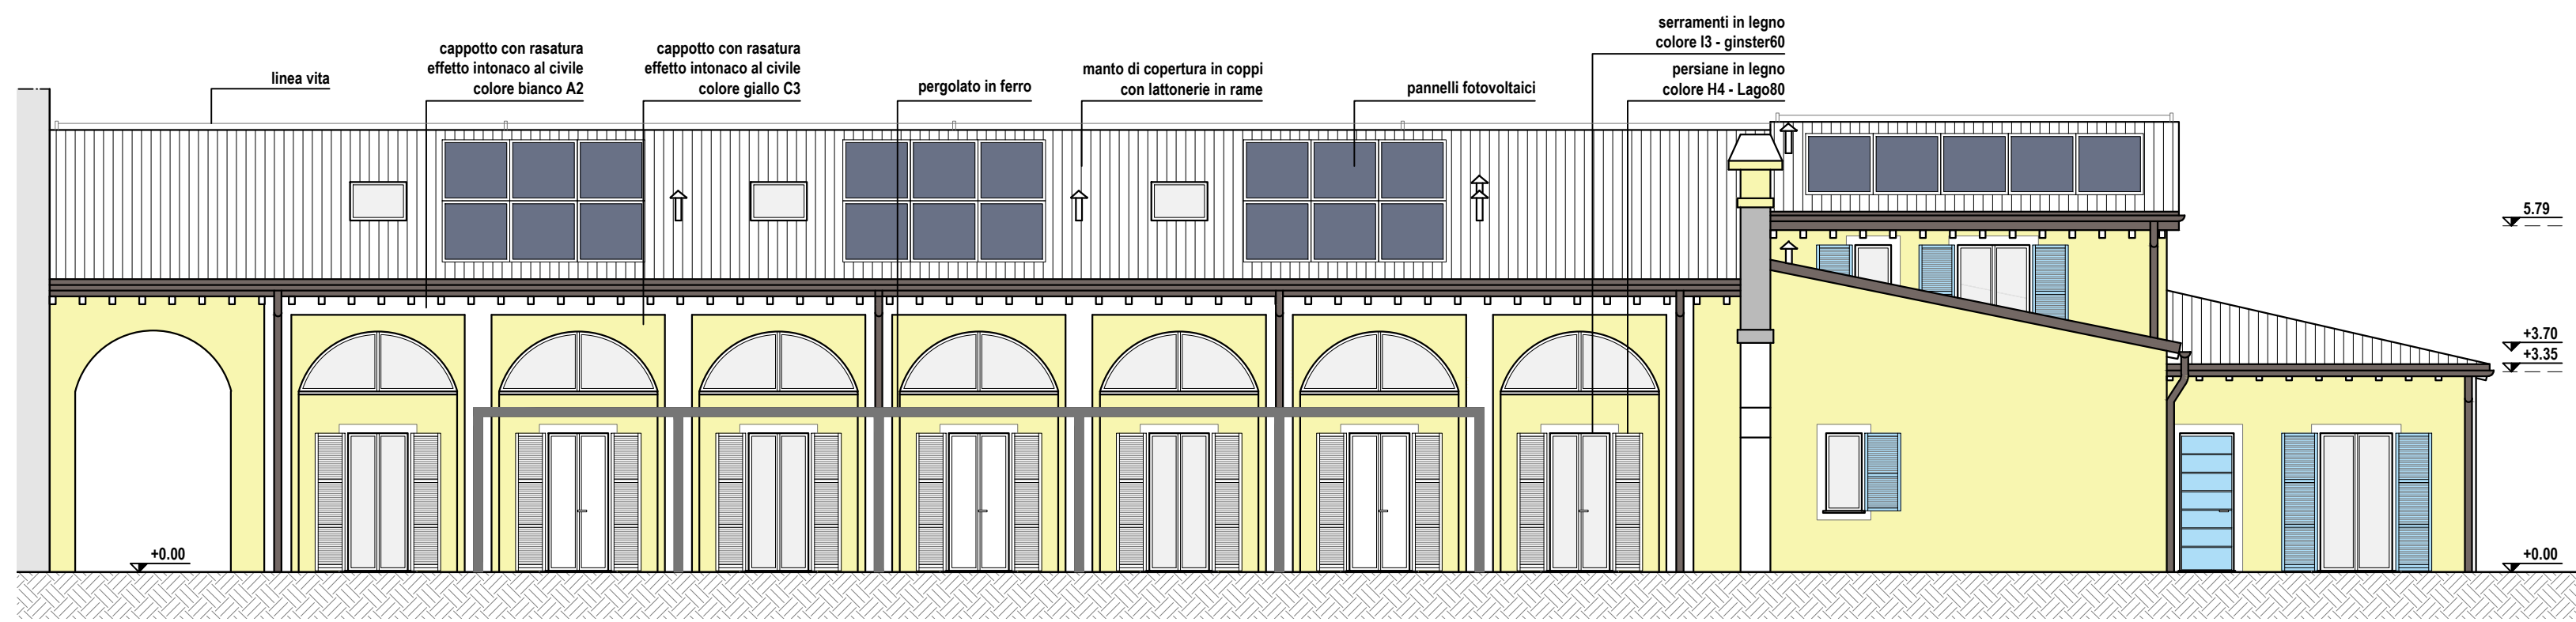 linea vita
cappotto con rasatura
effetto intonaco al civile
colore bianco A2
cappotto con rasatura
effetto intonaco al civile
colore giallo C3
pergolato in ferro
manto di copertura in coppi
con lattonerie in rame
pannelli fotovoltaici
serramenti in legno
colore I3 - ginster60
persiane in legno
colore H4 - Lago80
5.79
+3.70
+3.35
+0.00
+0.00